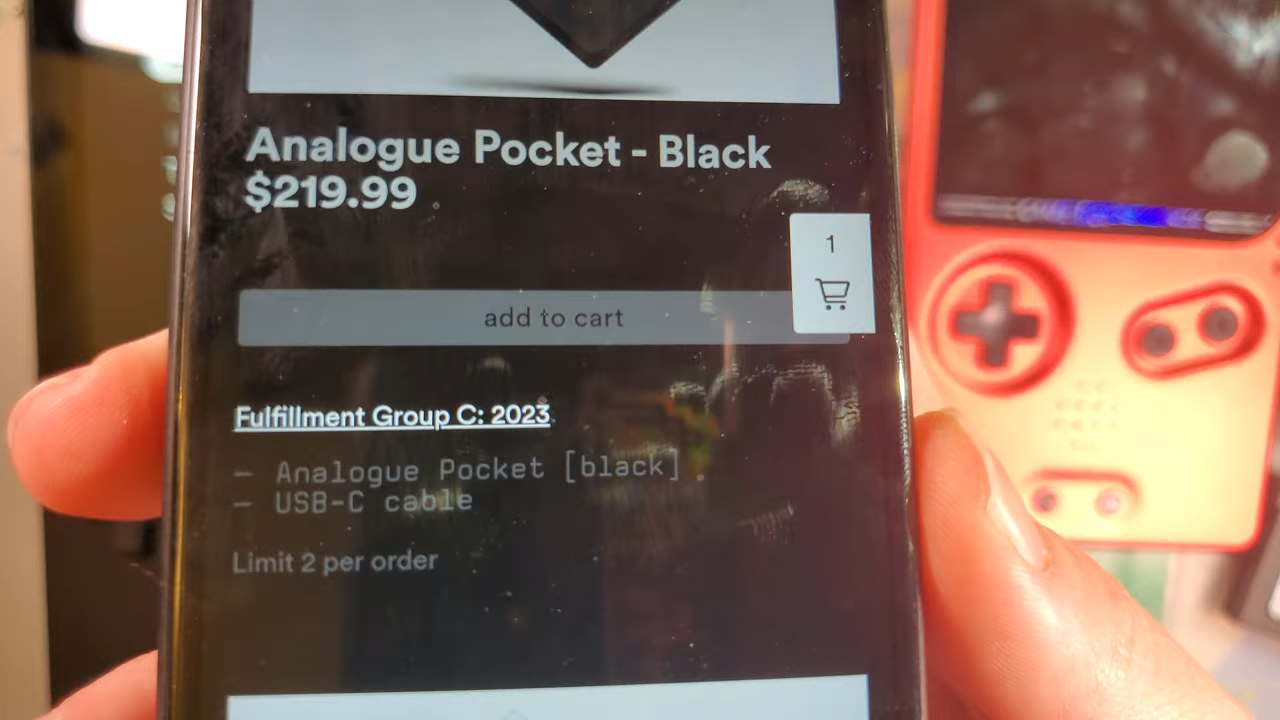 Analogue Pocket - Black
$219.99
1
add to cart
Fulfillment Group C: 2023
— Analogue Pocket [black]
— USB-C cable
Limit 2 per order